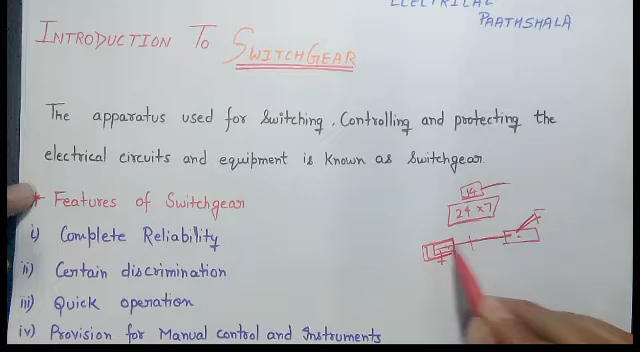 ELECTRICAL
PAATHSHALA
INTRODUCTION TO SWITCHGEAR
The apparatus used for Switching, Controlling and protecting the
electrical circuits and equipment is known as Switchgear.
* Features of Switchgear
i) Complete Reliability
ii) Certain discrimination
iii) Quick operation
iv) Provision for Manual control and Instruments
24 x 7